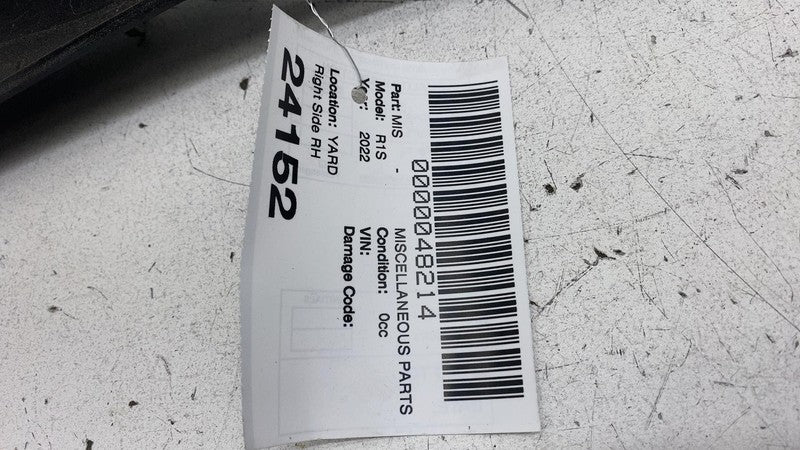 0000048214
Part: MIS - MISCELLANEOUS PARTS
Model: R1S Condition: 0cc
Year: 2022 VIN:
Damage Code:
Location: YARD
Right Side RH
24152